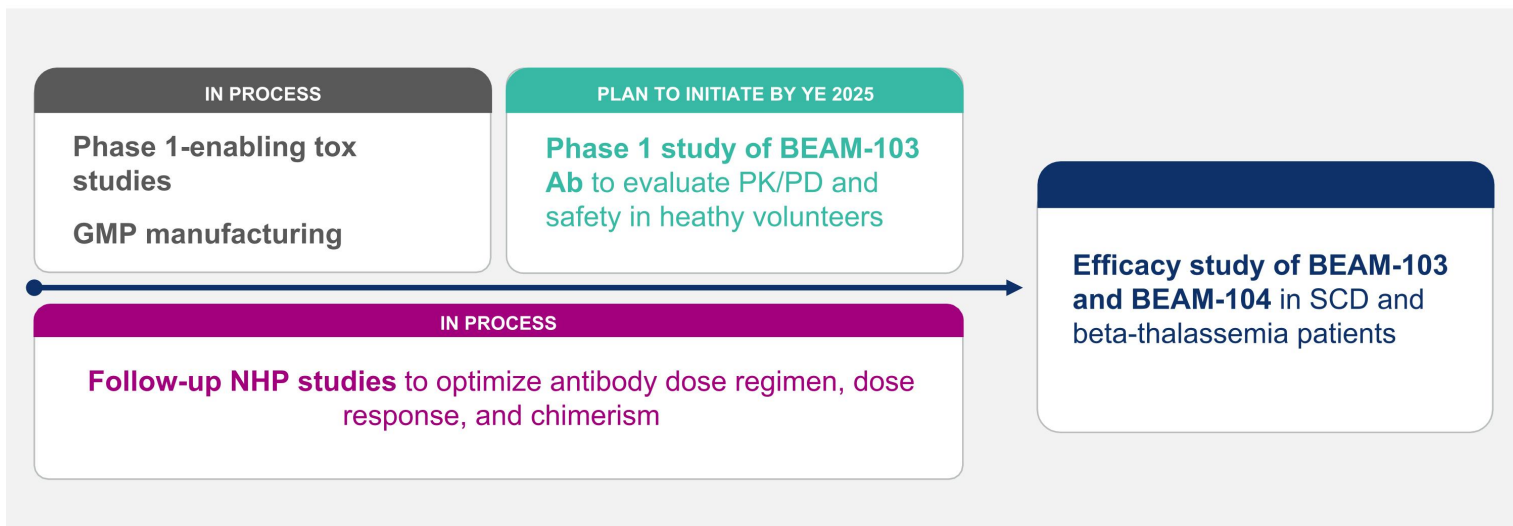 IN PROCESS
Phase 1-enabling tox
studies
GMP manufacturing
PLAN TO INITIATE BY YE 2025
Phase 1 study of BEAM-103
Ab to evaluate PK/PD and
safety in heathy volunteers
IN PROCESS
Follow-up NHP studies to optimize antibody dose regimen, dose
response, and chimerism
Efficacy study of BEAM-103
and BEAM-104 in SCD and
beta-thalassemia patients